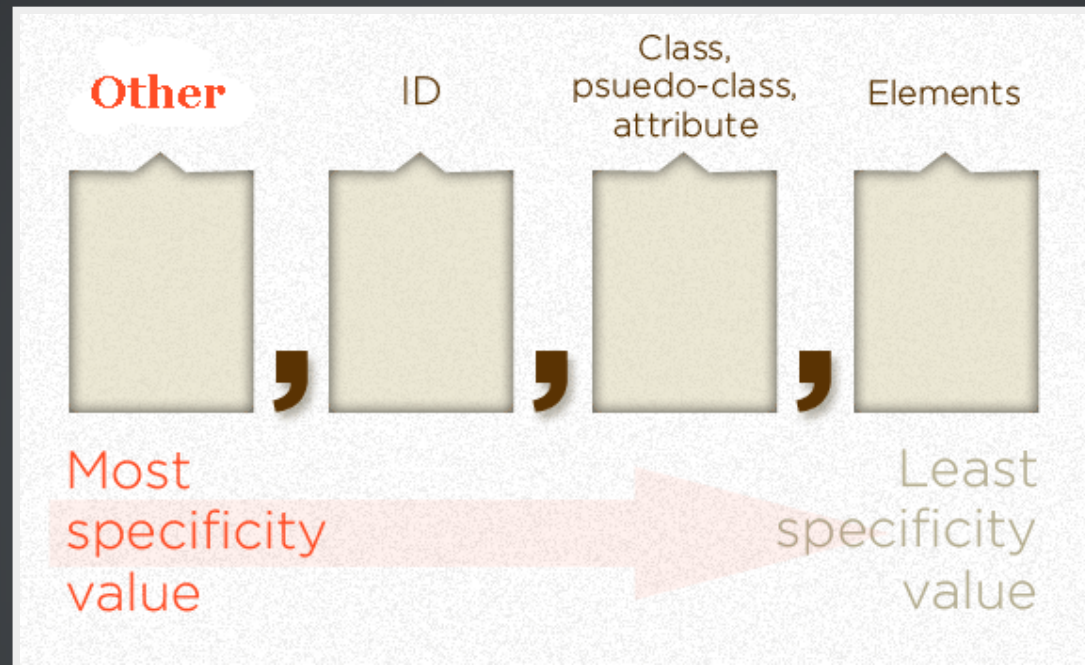 Other
ID
Class,
psuedo-class,
attribute
Elements
, , ,
Most
specificity
value
Least
specificity
value